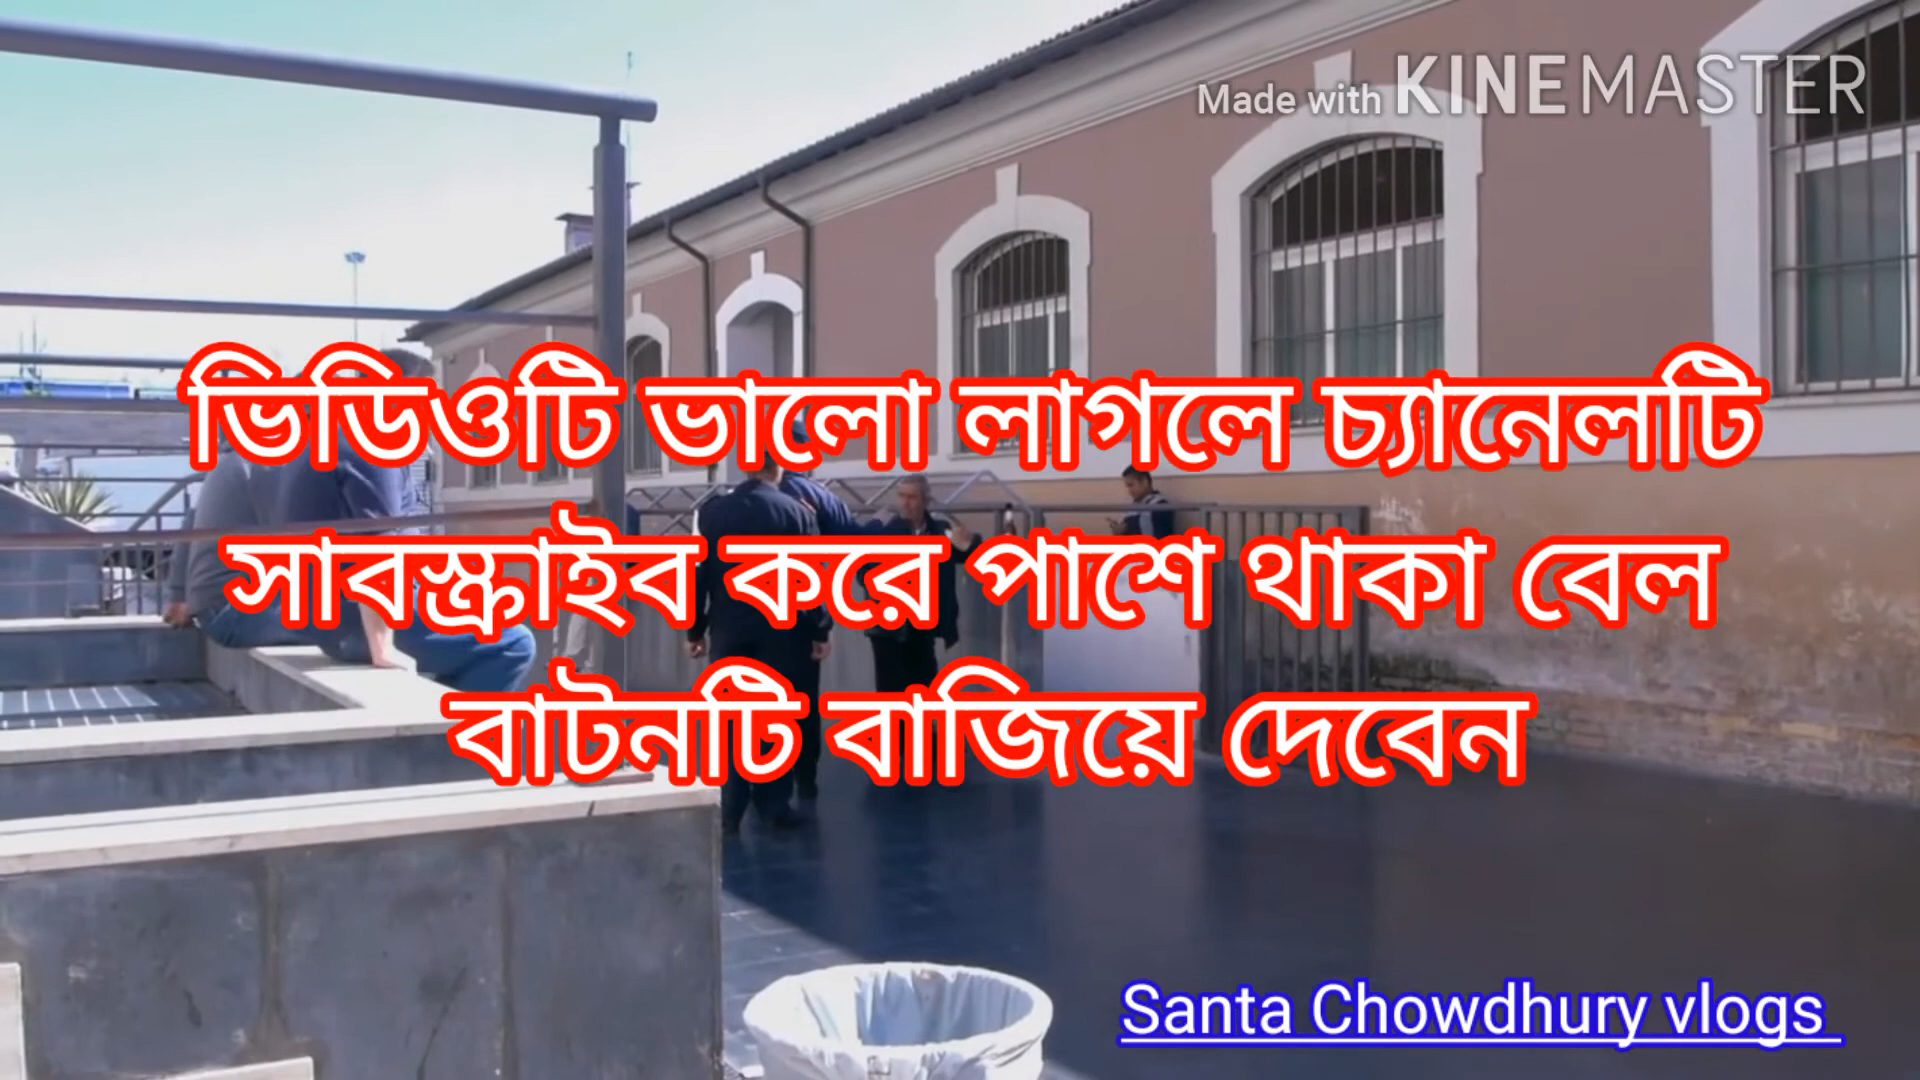 Made with KINEMASTER
ভিডিওটি ভালো লাগলে চ্যানেলটি
সাবস্ক্রাইব করে পাশে থাকা বেল
বাটনটি বাজিয়ে দেবেন
Santa Chowdhury vlogs